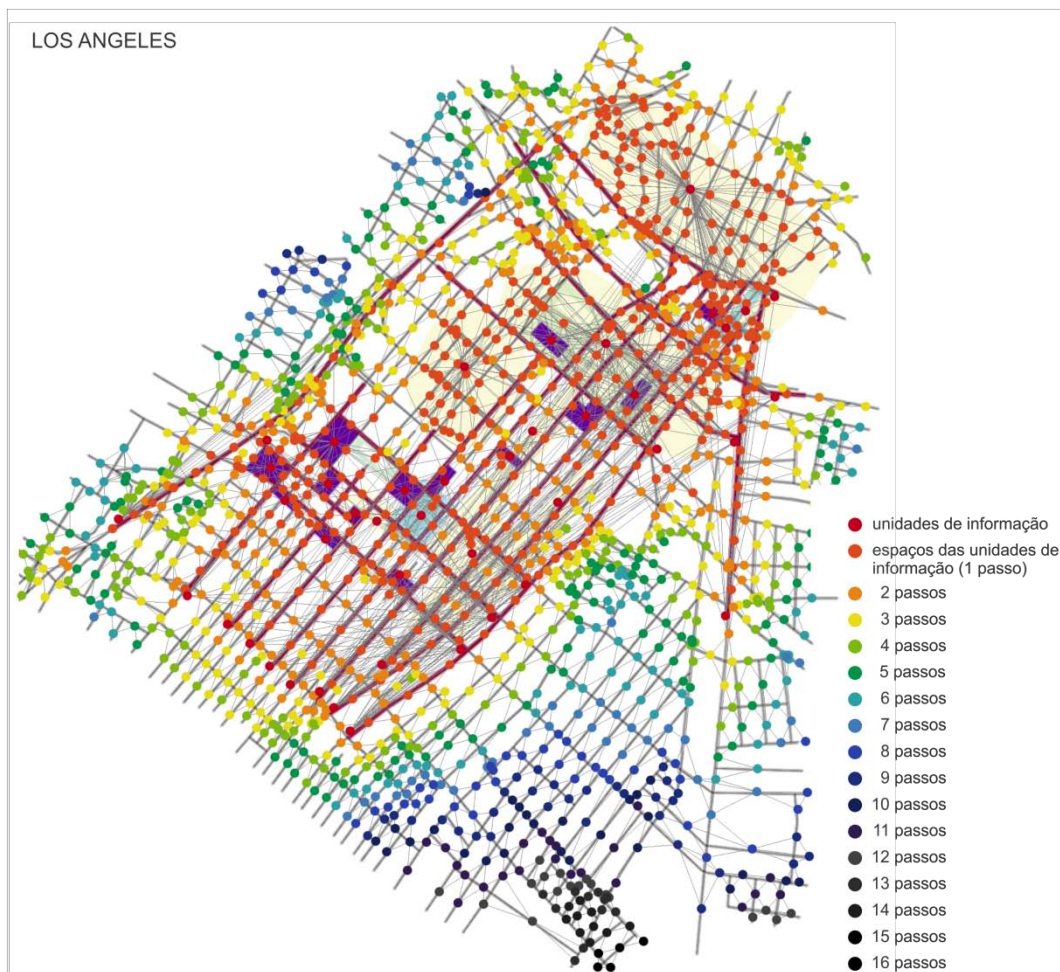 LOS ANGELES
unidades de informação
espaços das unidades de
informação (1 passo)
2 passos
3 passos
4 passos
5 passos
6 passos
7 passos
8 passos
9 passos
10 passos
11 passos
12 passos
13 passos
14 passos
15 passos
16 passos